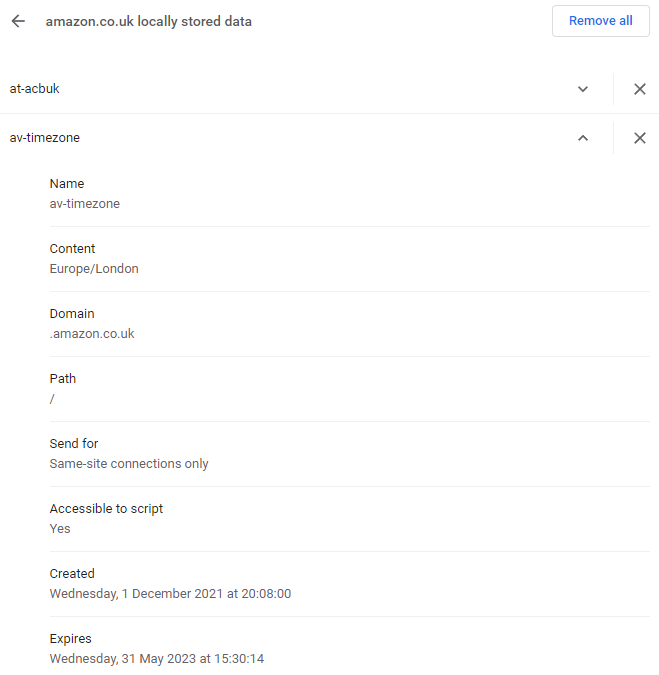 amazon.co.uk locally stored data
Remove all
at-acbuk
av-timezone
Name
av-timezone
Content
Europe/London
Domain
.amazon.co.uk
Path
/
Send for
Same-site connections only
Accessible to script
Yes
Created
Wednesday, 1 December 2021 at 20:08:00
Expires
Wednesday, 31 May 2023 at 15:30:14